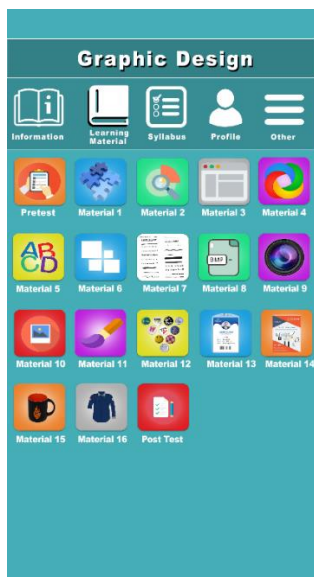 Graphic Design
Information
Learning
Material
Syllabus
Profile
Other
Pretest
Material 1
Material 2
Material 3
Material 4
ABCD
BMP
Material 5
Material 6
Material 7
Material 8
Material 9
Material 10
Material 11
Material 12
Material 13
Material 14
Material 15
Material 16
Post Test